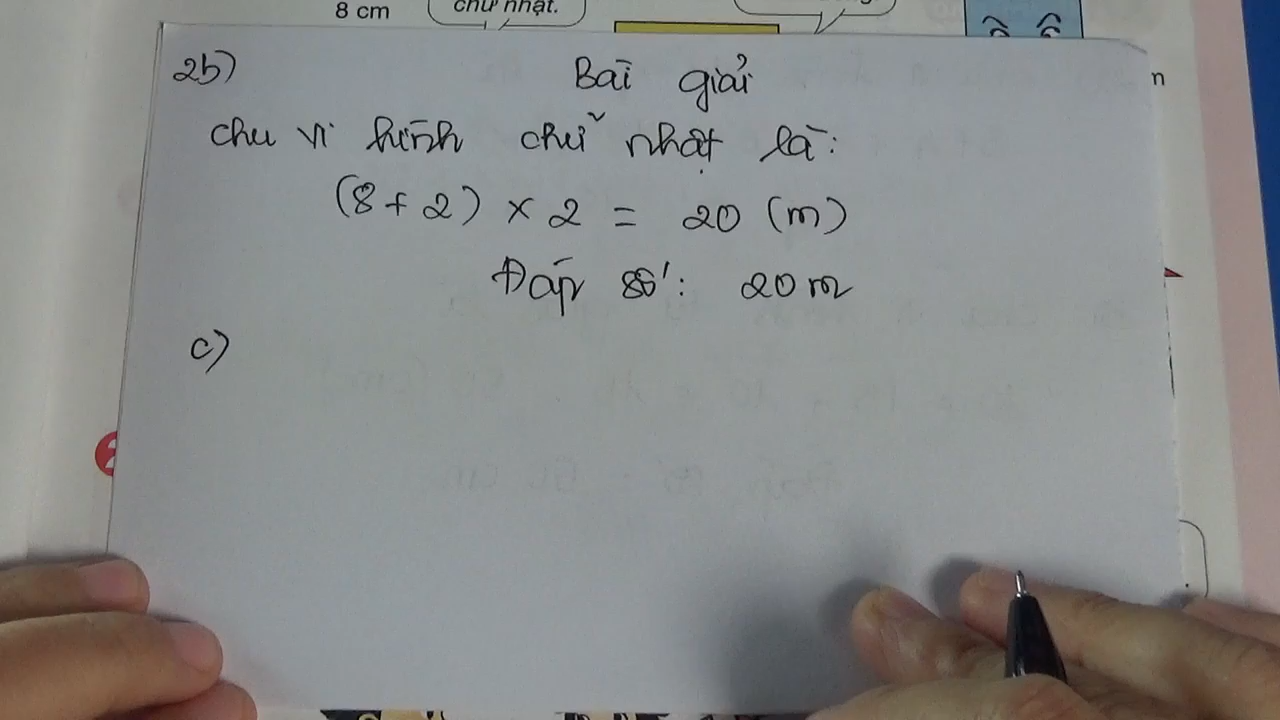 8 cm
chữ nhật.
2b)
Bài giải
Chu vi hình chữ nhật là:
(8 + 2) × 2 = 20 (m)
Đáp số: 20 m
c)